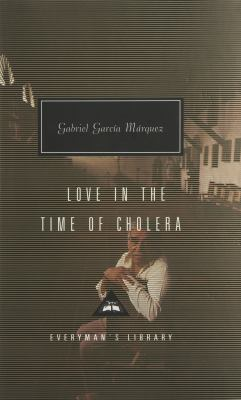 Gabriel García Márquez
LOVE IN THE
TIME OF CHOLERA
EVERYMAN'S LIBRARY